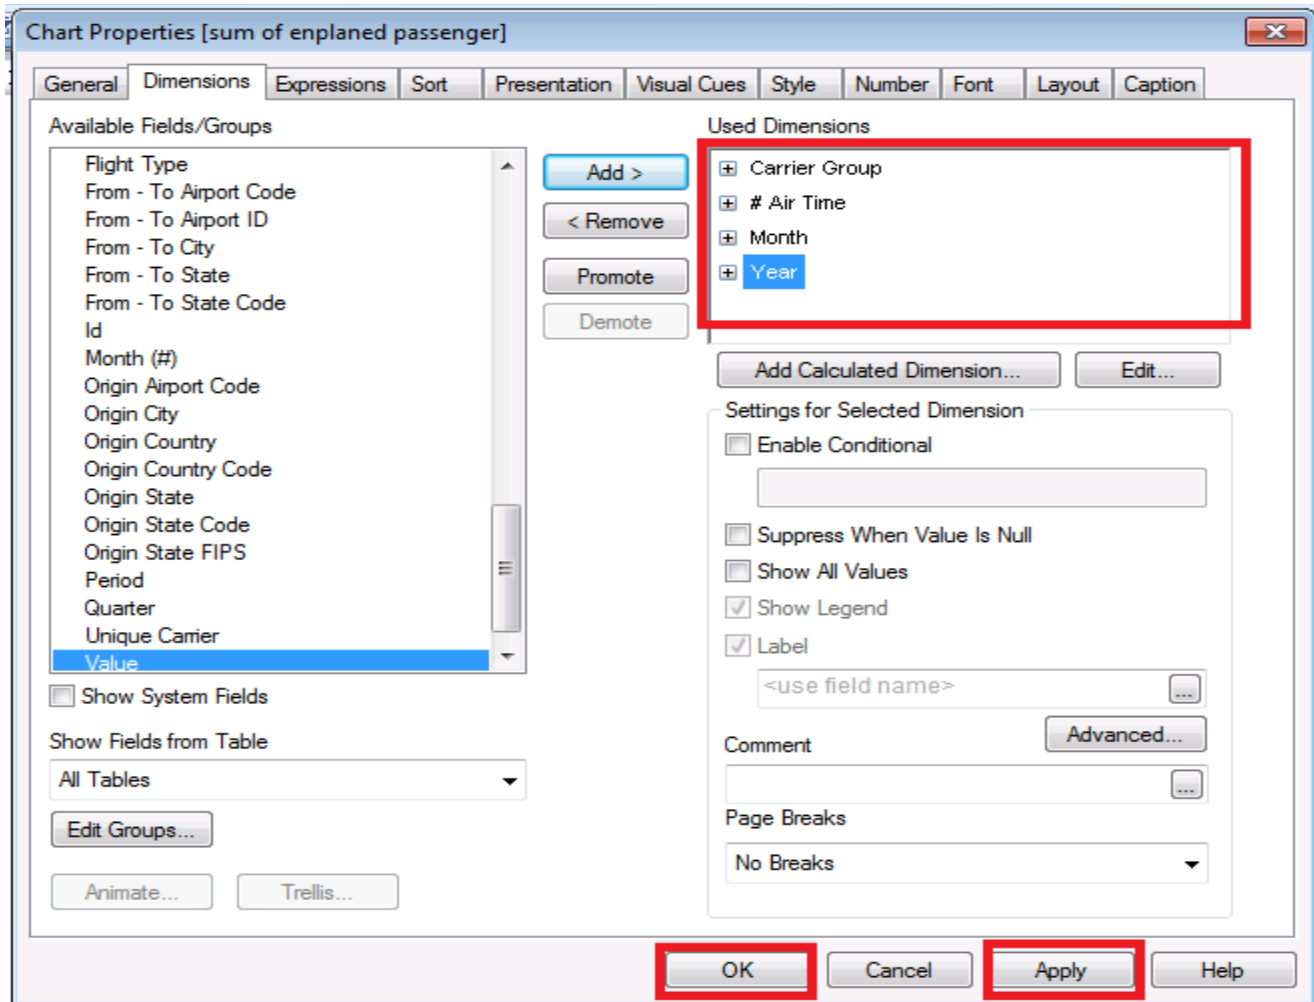 Chart Properties [sum of enplaned passenger]
General Dimensions Expressions Sort Presentation Visual Cues Style Number Font Layout Caption
Available Fields/Groups
Flight Type
From - To Airport Code
From - To Airport ID
From - To City
From - To State
From - To State Code
Id
Month (#)
Origin Airport Code
Origin City
Origin Country
Origin Country Code
Origin State
Origin State Code
Origin State FIPS
Period
Quarter
Unique Carrier
Value
Show System Fields
Show Fields from Table
All Tables
Edit Groups...
Animate...
Trellis...
Add >
< Remove
Promote
Demote
Used Dimensions
Carrier Group
# Air Time
Month
Year
Add Calculated Dimension...
Edit...
Settings for Selected Dimension
Enable Conditional
Suppress When Value Is Null
Show All Values
Show Legend
Label
<use field name>
...
Advanced...
Comment
...
Page Breaks
No Breaks
OK
Cancel
Apply
Help